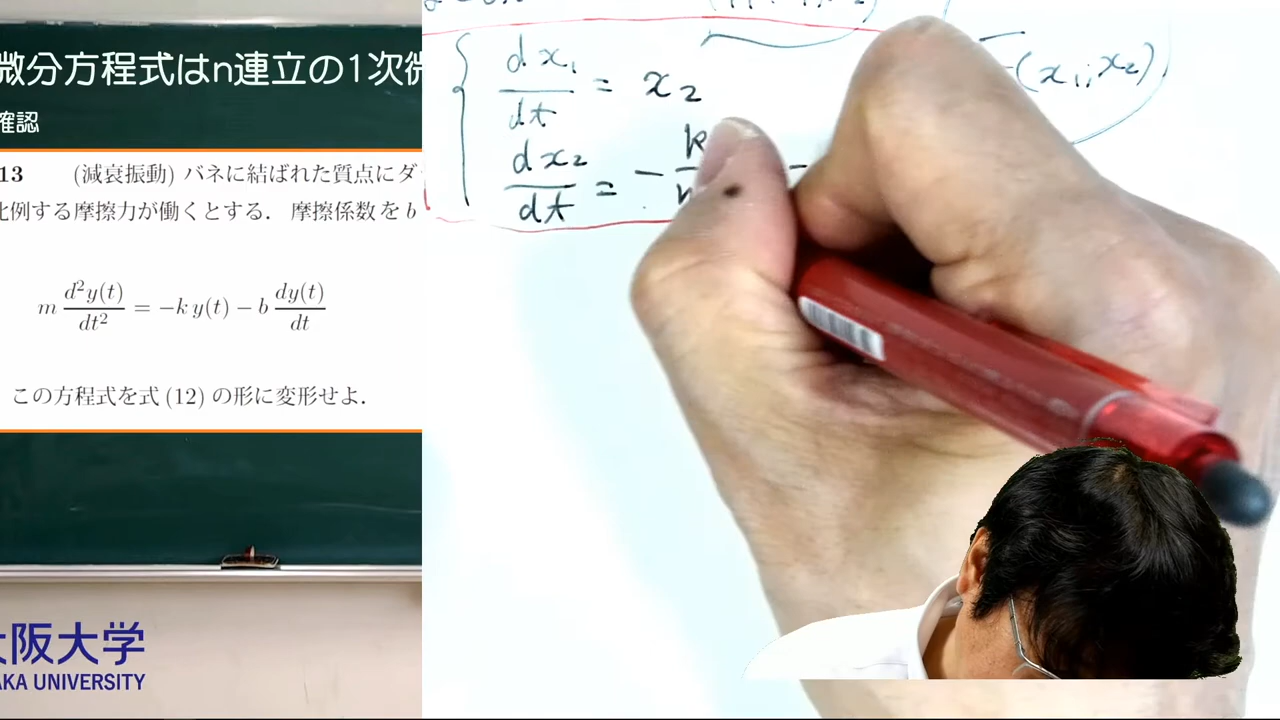 微分方程式はn連立の1次微
確認
13 (減衰振動) バネに結ばれた質点にダ
比例する摩擦力が働くとする. 摩擦係数を b
m d²y(t)/dt² = −k y(t) − b dy(t)/dt
この方程式を式 (12) の形に変形せよ.
大阪大学
AKA UNIVERSITY
dx₁/dt = x₂
(x₁, x₂)
dx₂/dt = − k